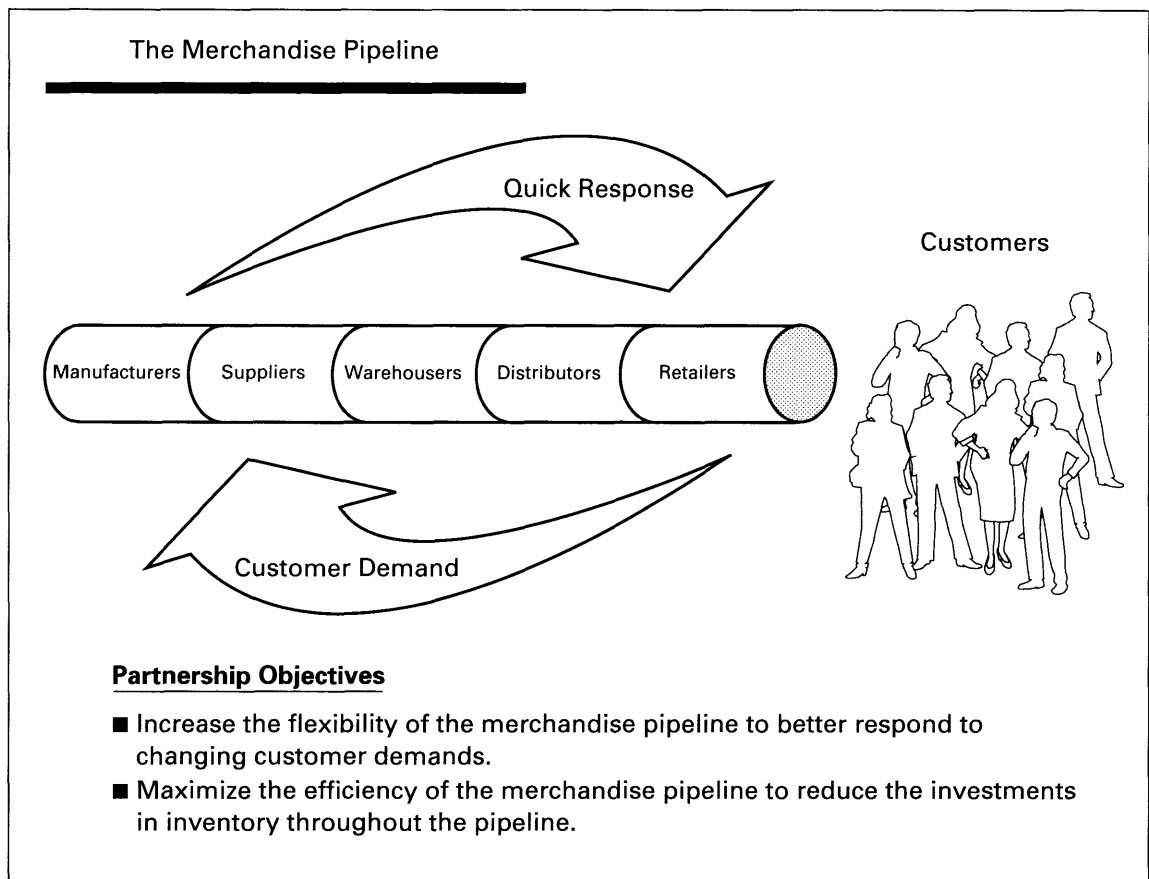 The Merchandise Pipeline
Quick Response
Customers
Manufacturers
Suppliers
Warehousers
Distributors
Retailers
Customer Demand
Partnership Objectives
■ Increase the flexibility of the merchandise pipeline to better respond to
changing customer demands.
■ Maximize the efficiency of the merchandise pipeline to reduce the investments
in inventory throughout the pipeline.